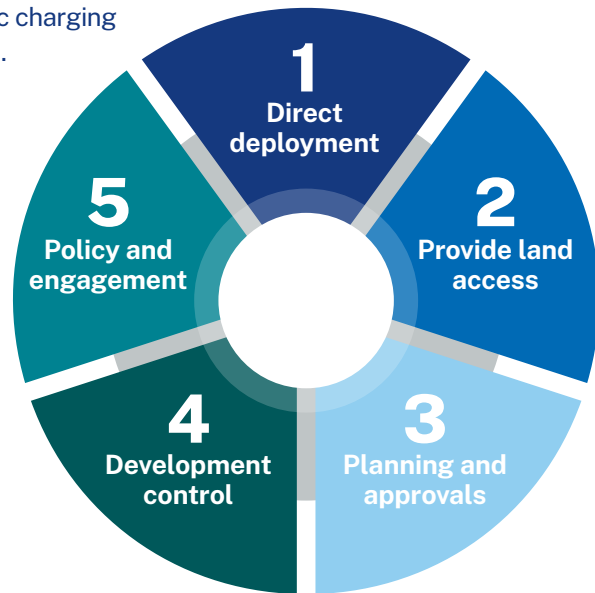 c charging
.
1
Direct
deployment
2
Provide land
access
3
Planning and
approvals
4
Development
control
5
Policy and
engagement